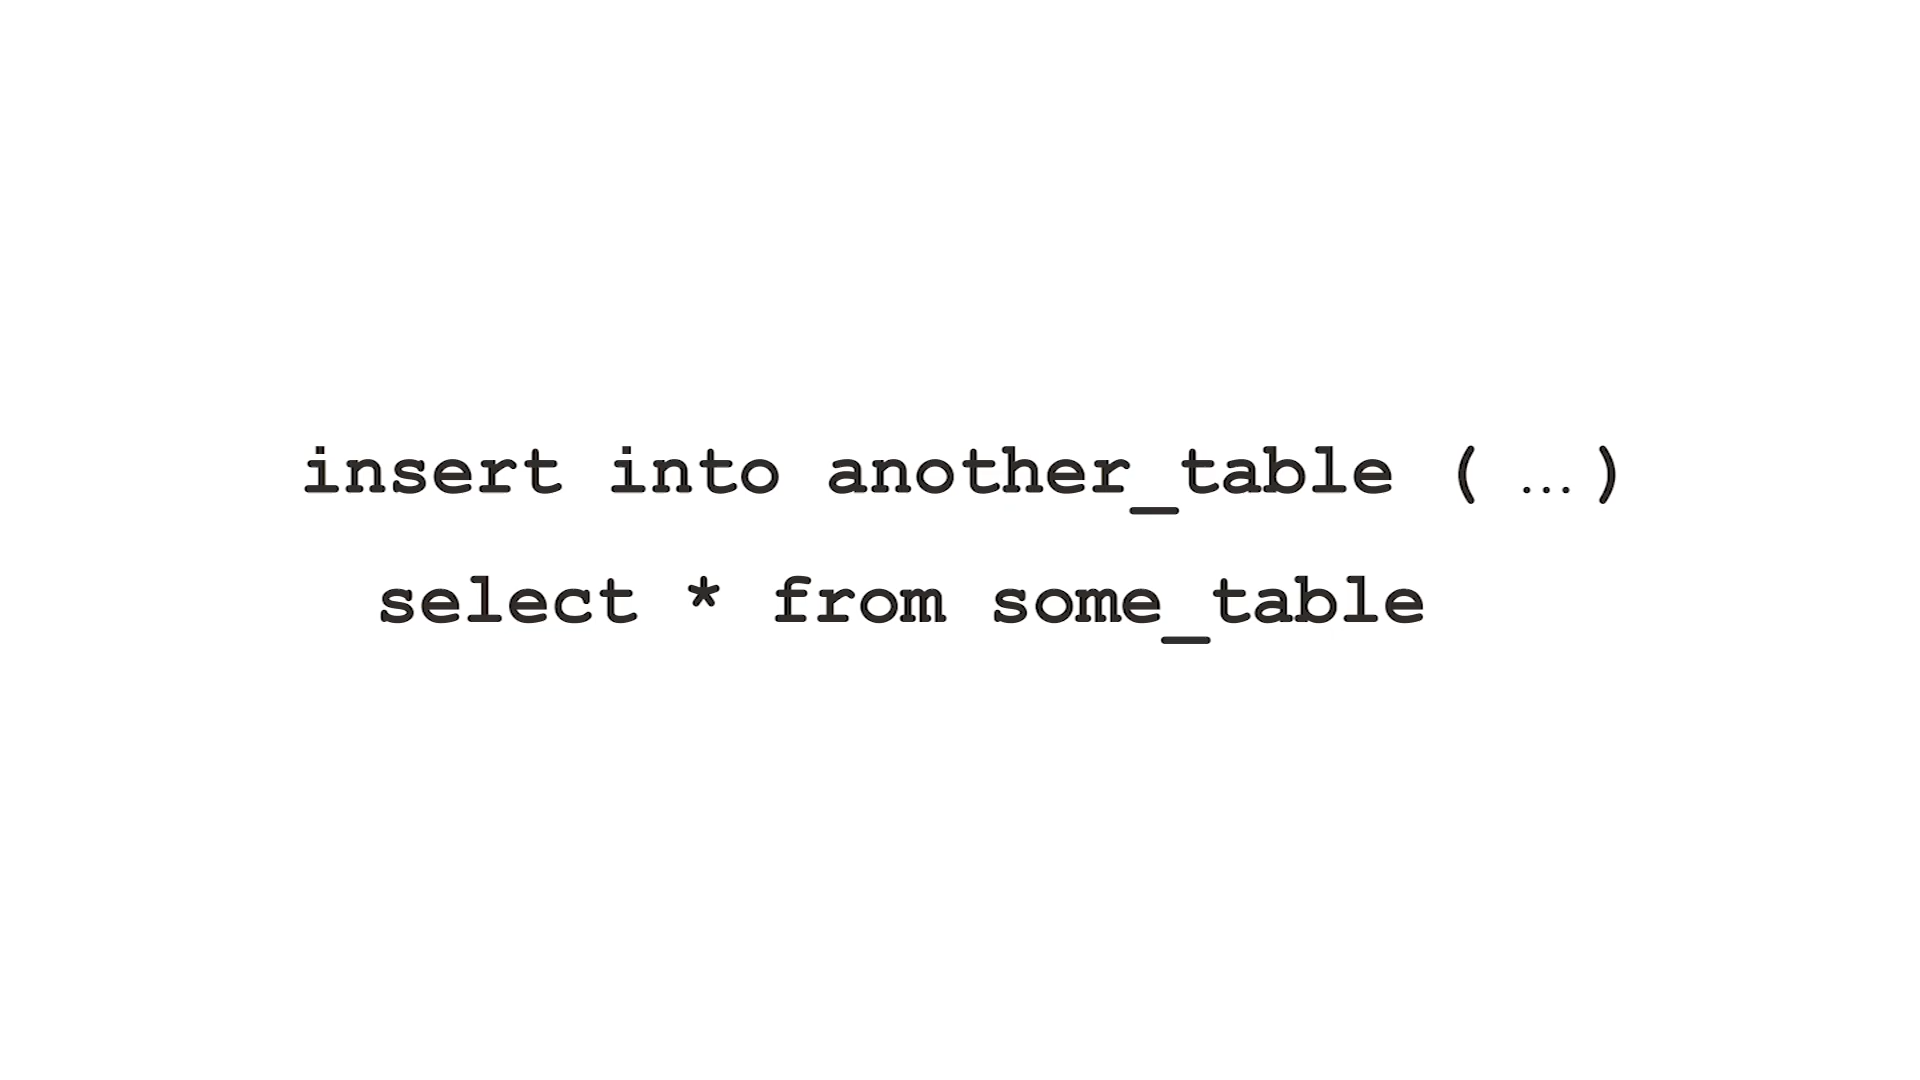 insert into another_table ( ... )
select * from some_table